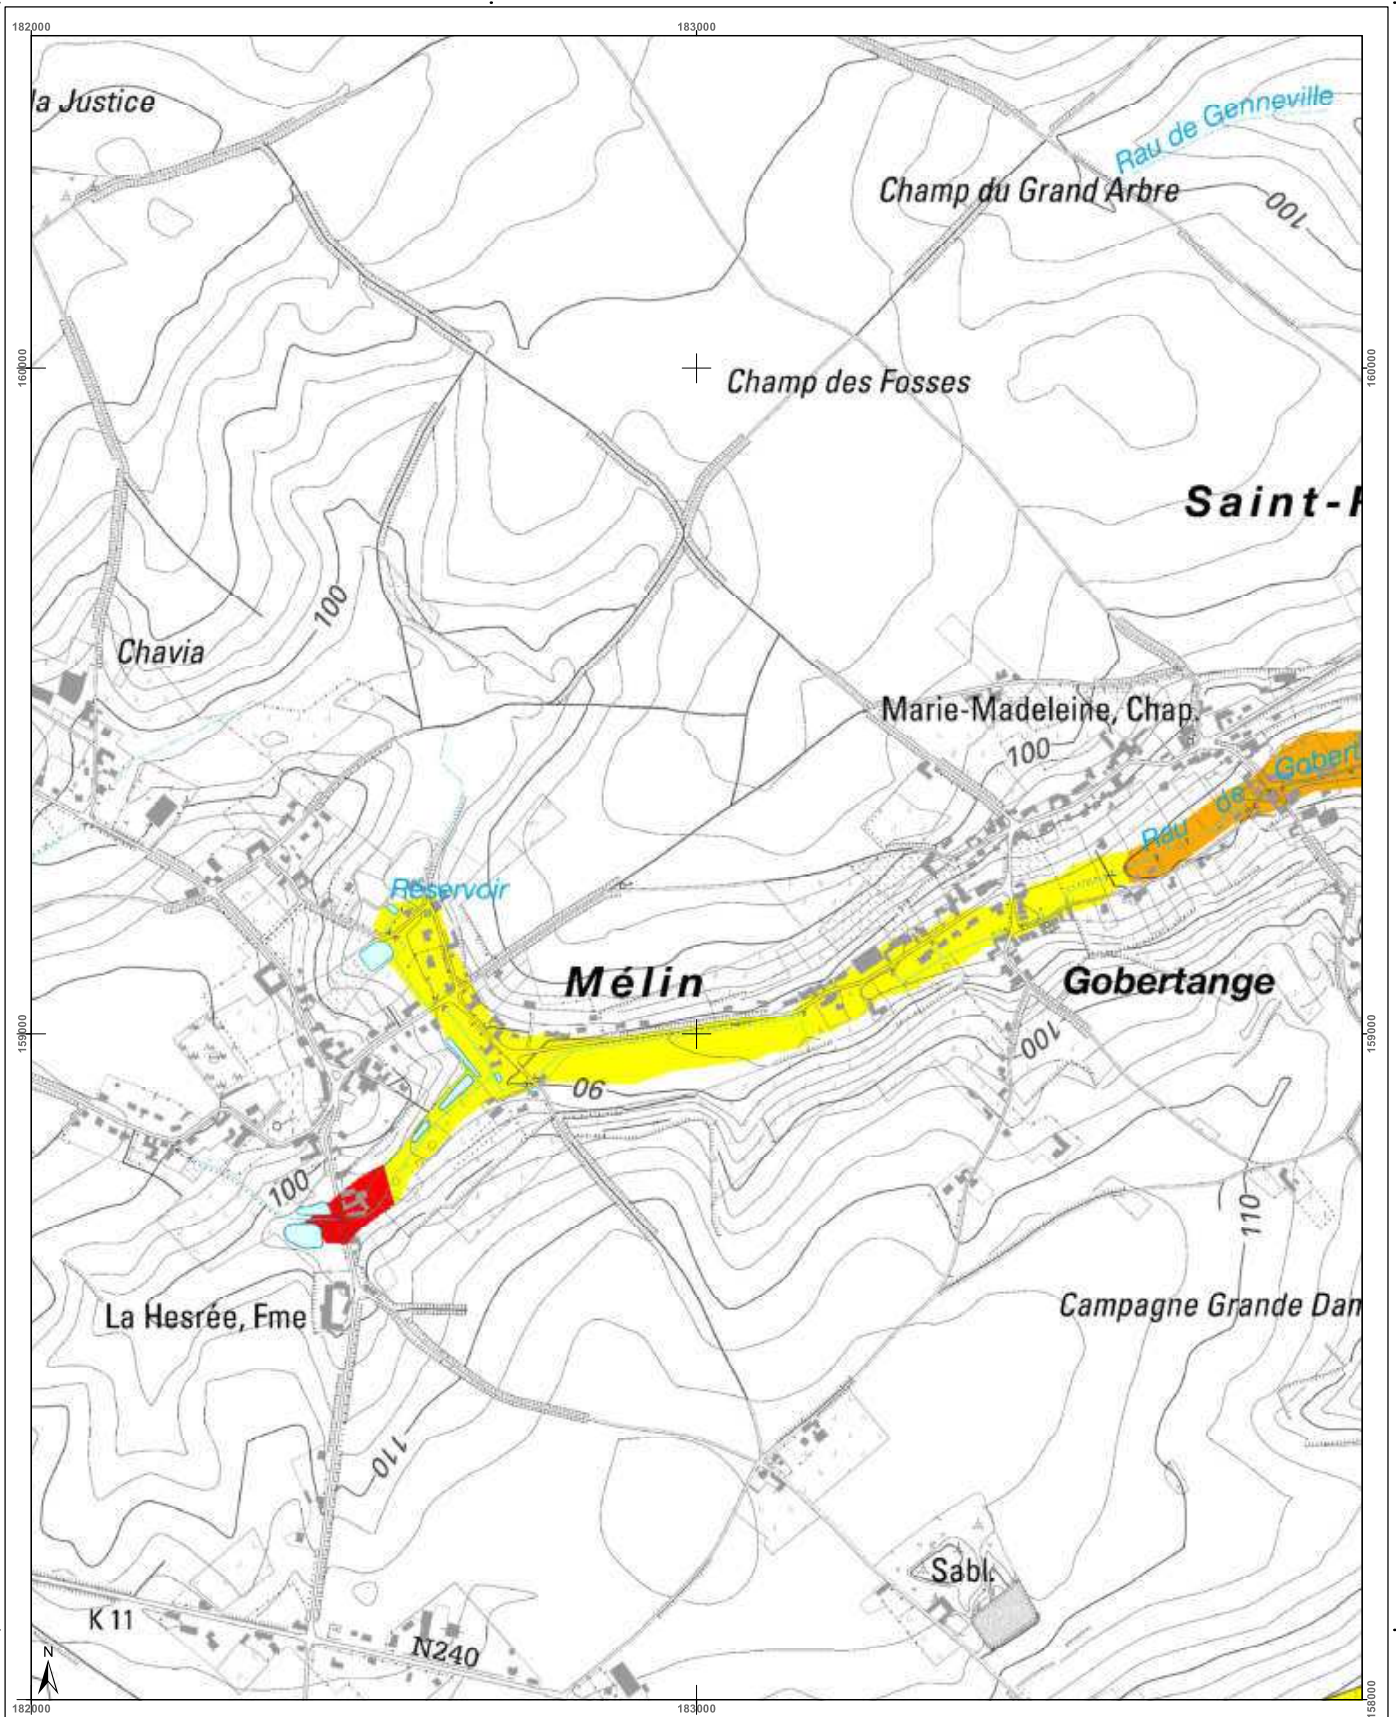 182000
183000
la Justice
Rau de Genneville
Champ du Grand Arbre
100
160000
160000
Champ des Fosses
Saint-
100
Chavia
Marie-Madeleine, Chap.
100
Rau de Gobert
Réservoir
Mélin
Gobertange
159000
159000
100
90
100
110
La Hesrée, Fme
Campagne Grande Dam
110
Sabl.
K 11
N240
N
182000
183000
158000